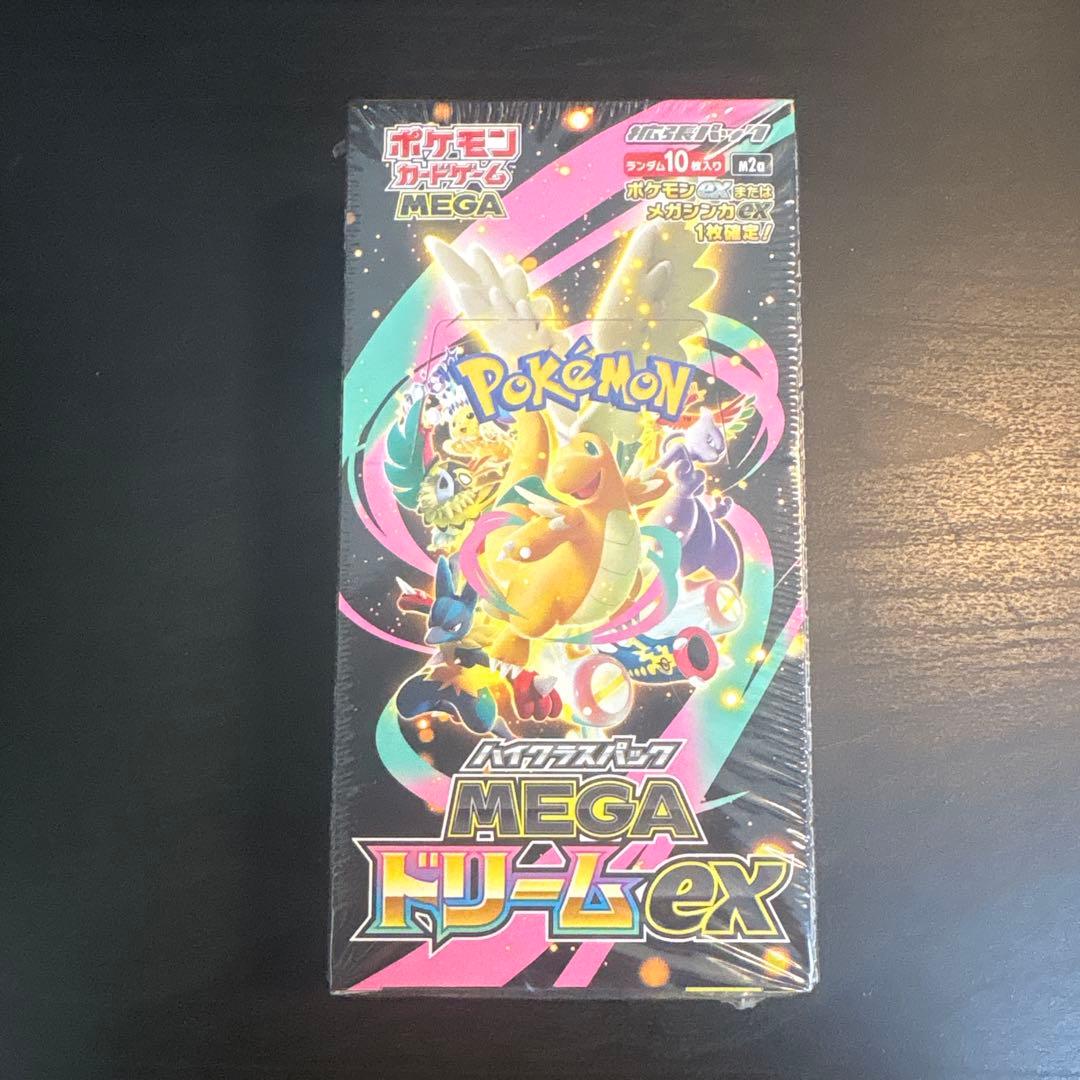 ポケモン
カードゲーム
MEGA
拡張パック
ランダム10枚入り M2a
ポケモンexまたは
メガシンカex
1枚確定!
POKéMON
ハイクラスパック
MEGA
ドリームex